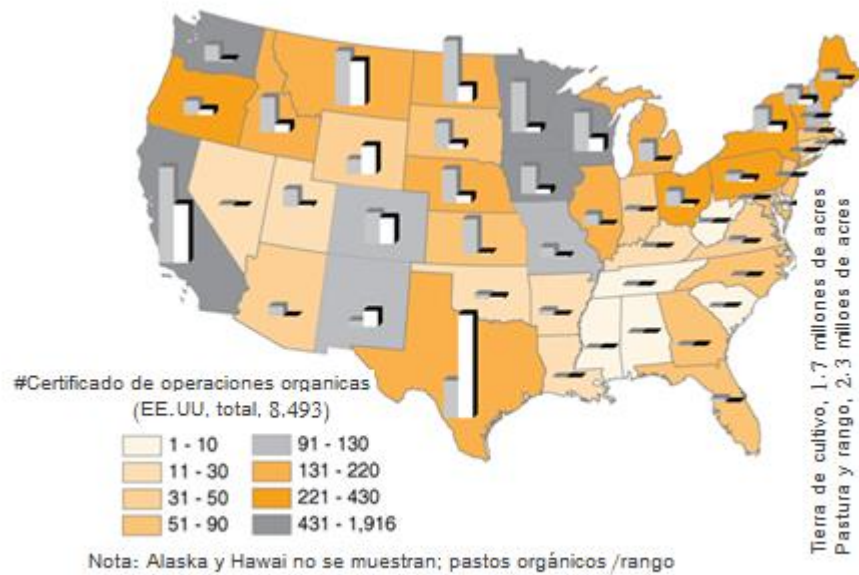 #Certificado de operaciones organicas
(EE.UU, total, 8,493)
1 - 10
11 - 30
31 - 50
51 - 90
91 - 130
131 - 220
221 - 430
431 - 1,916
Nota: Alaska y Hawai no se muestran; pastos orgánicos /rango
Tierra de cultivo, 1.7 millones de acres
Pastura y rango, 2.3 milloes de acres